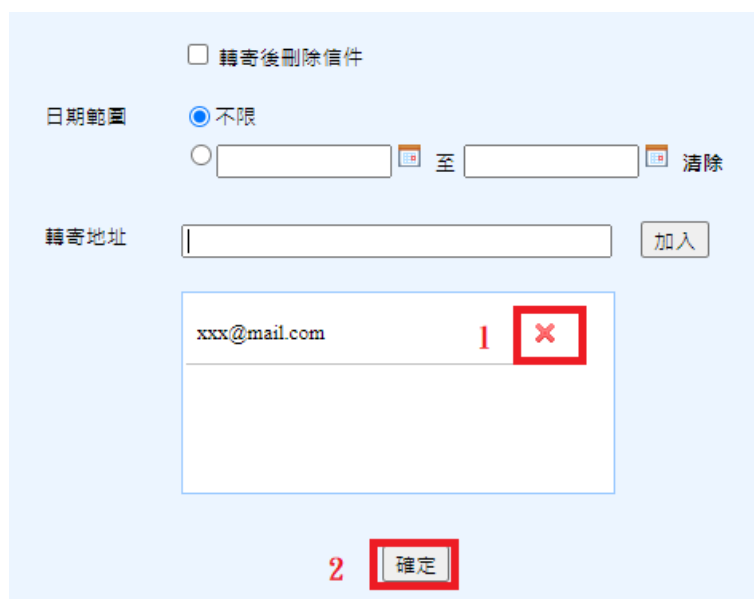 轉寄後刪除信件
日期範圍 不限
至 清除
轉寄地址 加入
xxx@mail.com 1
2 確定